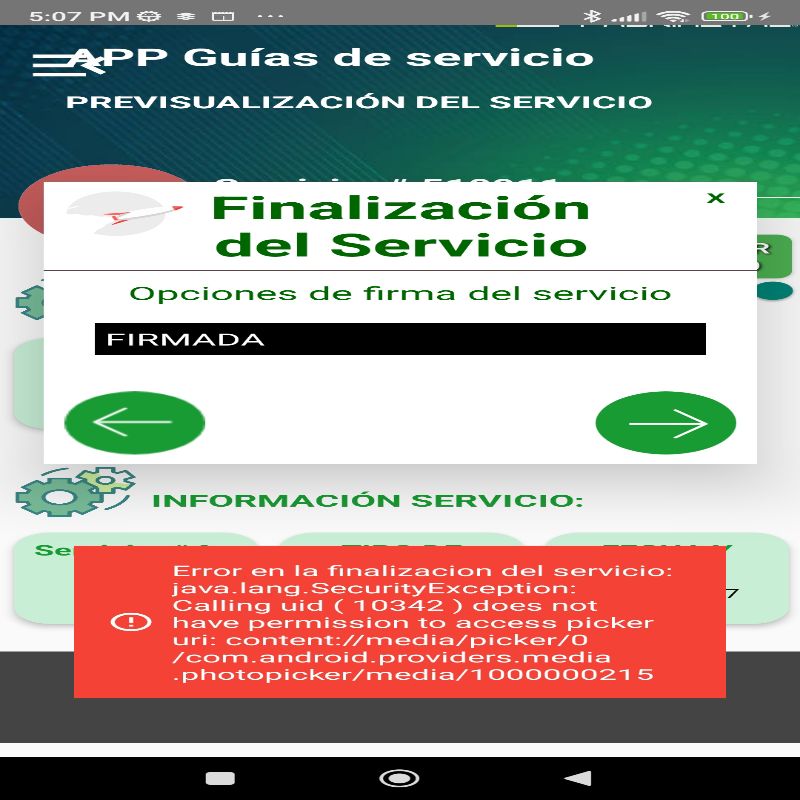 5:07 PM
100
APP Guías de servicio
PREVISUALIZACIÓN DEL SERVICIO
Finalización
del Servicio
x
Opciones de firma del servicio
FIRMADA
INFORMACIÓN SERVICIO:
Error en la finalizacion del servicio:
java.lang.SecurityException:
Calling uid ( 10342 ) does not
have permission to access picker
uri: content://media/picker/0
/com.android.providers.media
.photopicker/media/1000000215